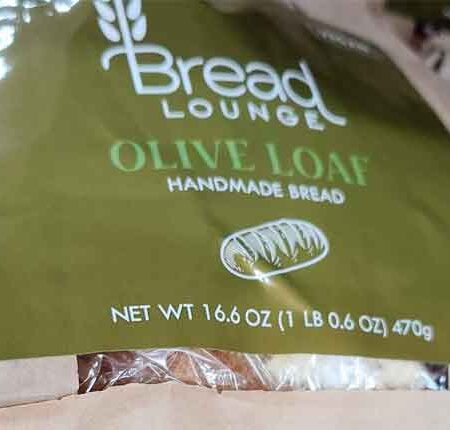 Bread
LOUNGE
OLIVE LOAF
HANDMADE BREAD
NET WT 16.6 OZ (1 LB 0.6 OZ) 470g